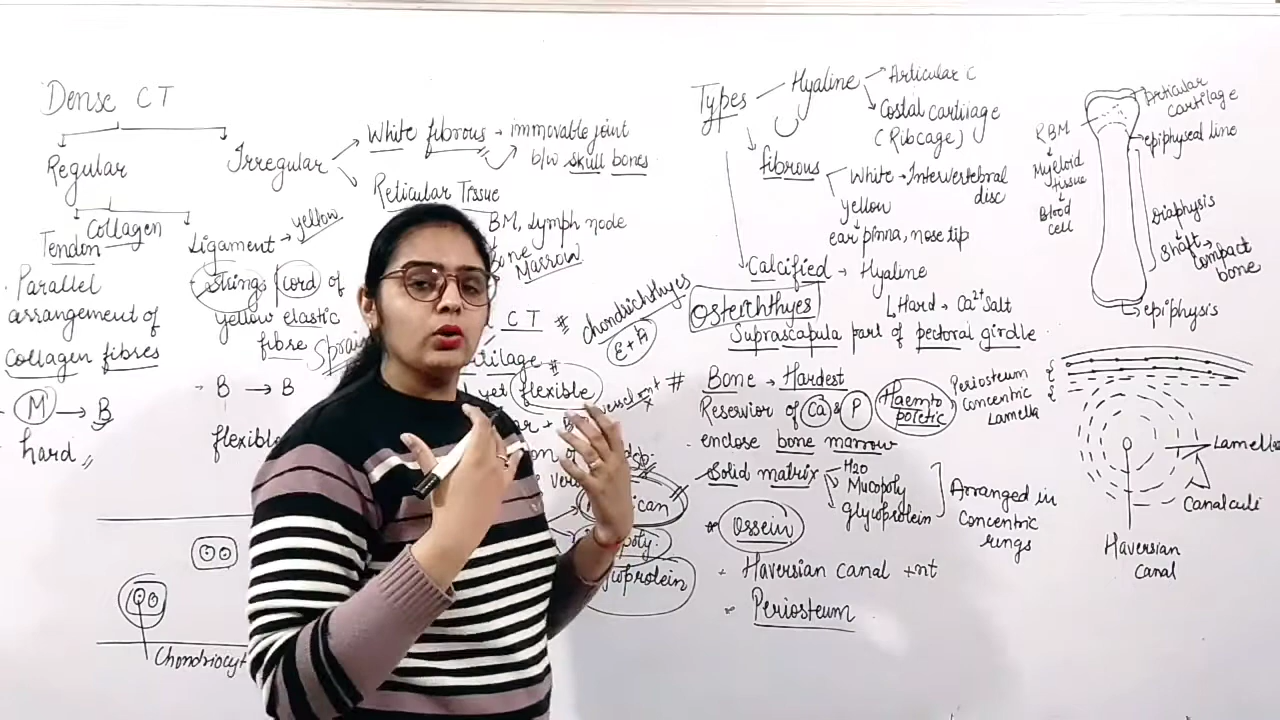 Dense CT
Regular
Irregular
White fibrous → immovable joint
b/w skull bones
Reticular Tissue
BM, Lymph node
Bone
Marrow
Collagen
Tendon
Ligament → yellow
Parallel
arrangement of
Collagen fibres
Strings / cord of
yellow elastic
fibre
M → B
hard
B → B
CT #
chondrichthyes
E+A
yet flexible
Types
Hyaline
Articular C
Costal cartilage
(Ribcage)
fibrous
White → Intervertebral
disc
yellow
ear pinna, nose tip
Calcified → Hyaline
Hard → Ca2+ Salt
Osteichthyes
Suprascapula part of pectoral girdle
# Bone → Hardest
Reservior of Ca & P
Haemto
poietic
- enclose bone marrow
- Solid matrix
H2O
Mucopoly
glycoprotein
Arranged in
Concentric
rings
* Ossein
- Haversian canal +nt
- Periosteum
Articular
cartilage
epiphyseal line
RBM
Myeloid
tissue
Blood
cell
Diaphysis
Shaft → Compact
bone
epiphysis
Periosteum
Concentric
Lamella
Lamella
Canaliculi
Haversian
Canal